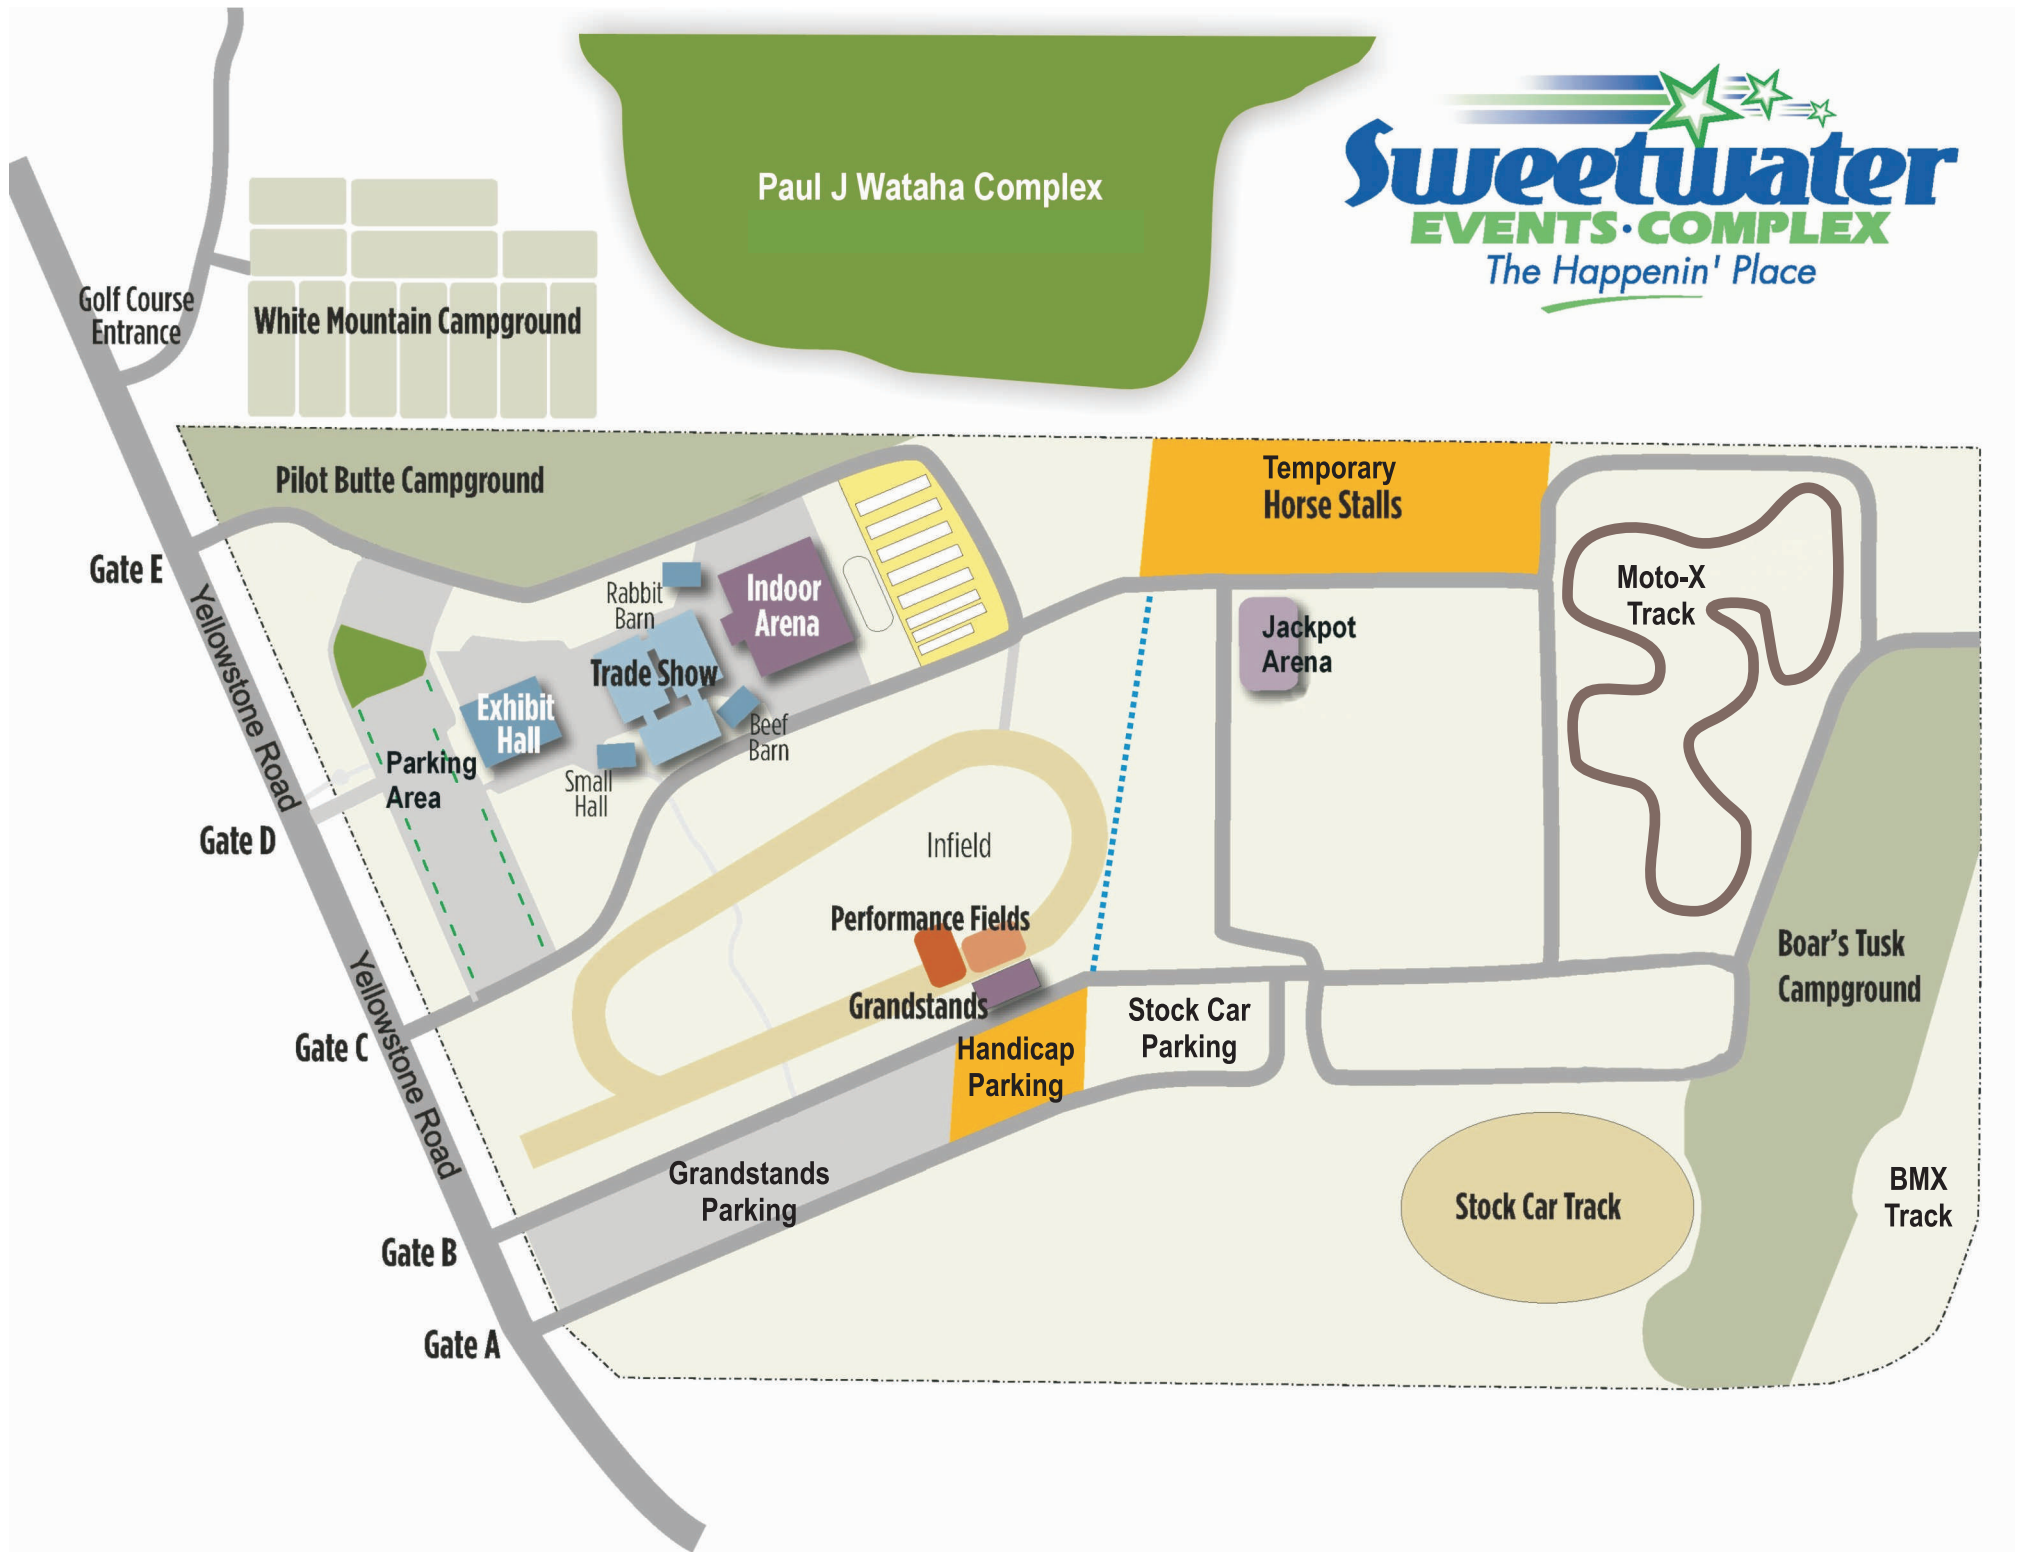 Sweetwater
EVENTS·COMPLEX
The Happenin' Place
Paul J Wataha Complex
Golf Course
Entrance
White Mountain Campground
Pilot Butte Campground
Temporary
Horse Stalls
Gate E
Yellowstone Road
Rabbit
Barn
Indoor
Arena
Moto-X
Track
Jackpot
Arena
Trade Show
Exhibit
Hall
Beef
Barn
Parking
Area
Small
Hall
Gate D
Infield
Performance Fields
Boar's Tusk
Campground
Grandstands
Stock Car
Parking
Gate C
Yellowstone Road
Handicap
Parking
Grandstands
Parking
BMX
Track
Stock Car Track
Gate B
Gate A